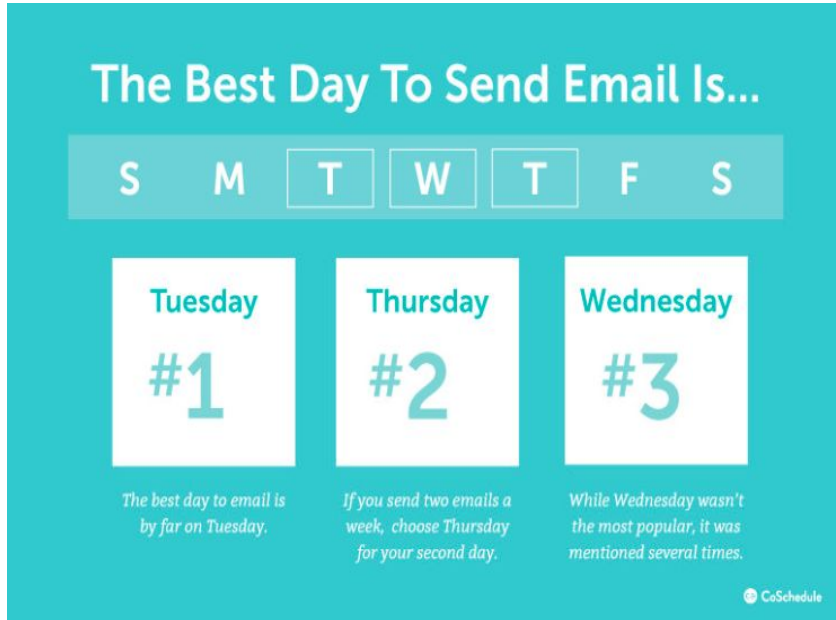 The Best Day To Send Email Is...
S M T W T F S
Tuesday
#1
The best day to email is
by far on Tuesday.
Thursday
#2
If you send two emails a
week, choose Thursday
for your second day.
Wednesday
#3
While Wednesday wasn't
the most popular, it was
mentioned several times.
CoSchedule